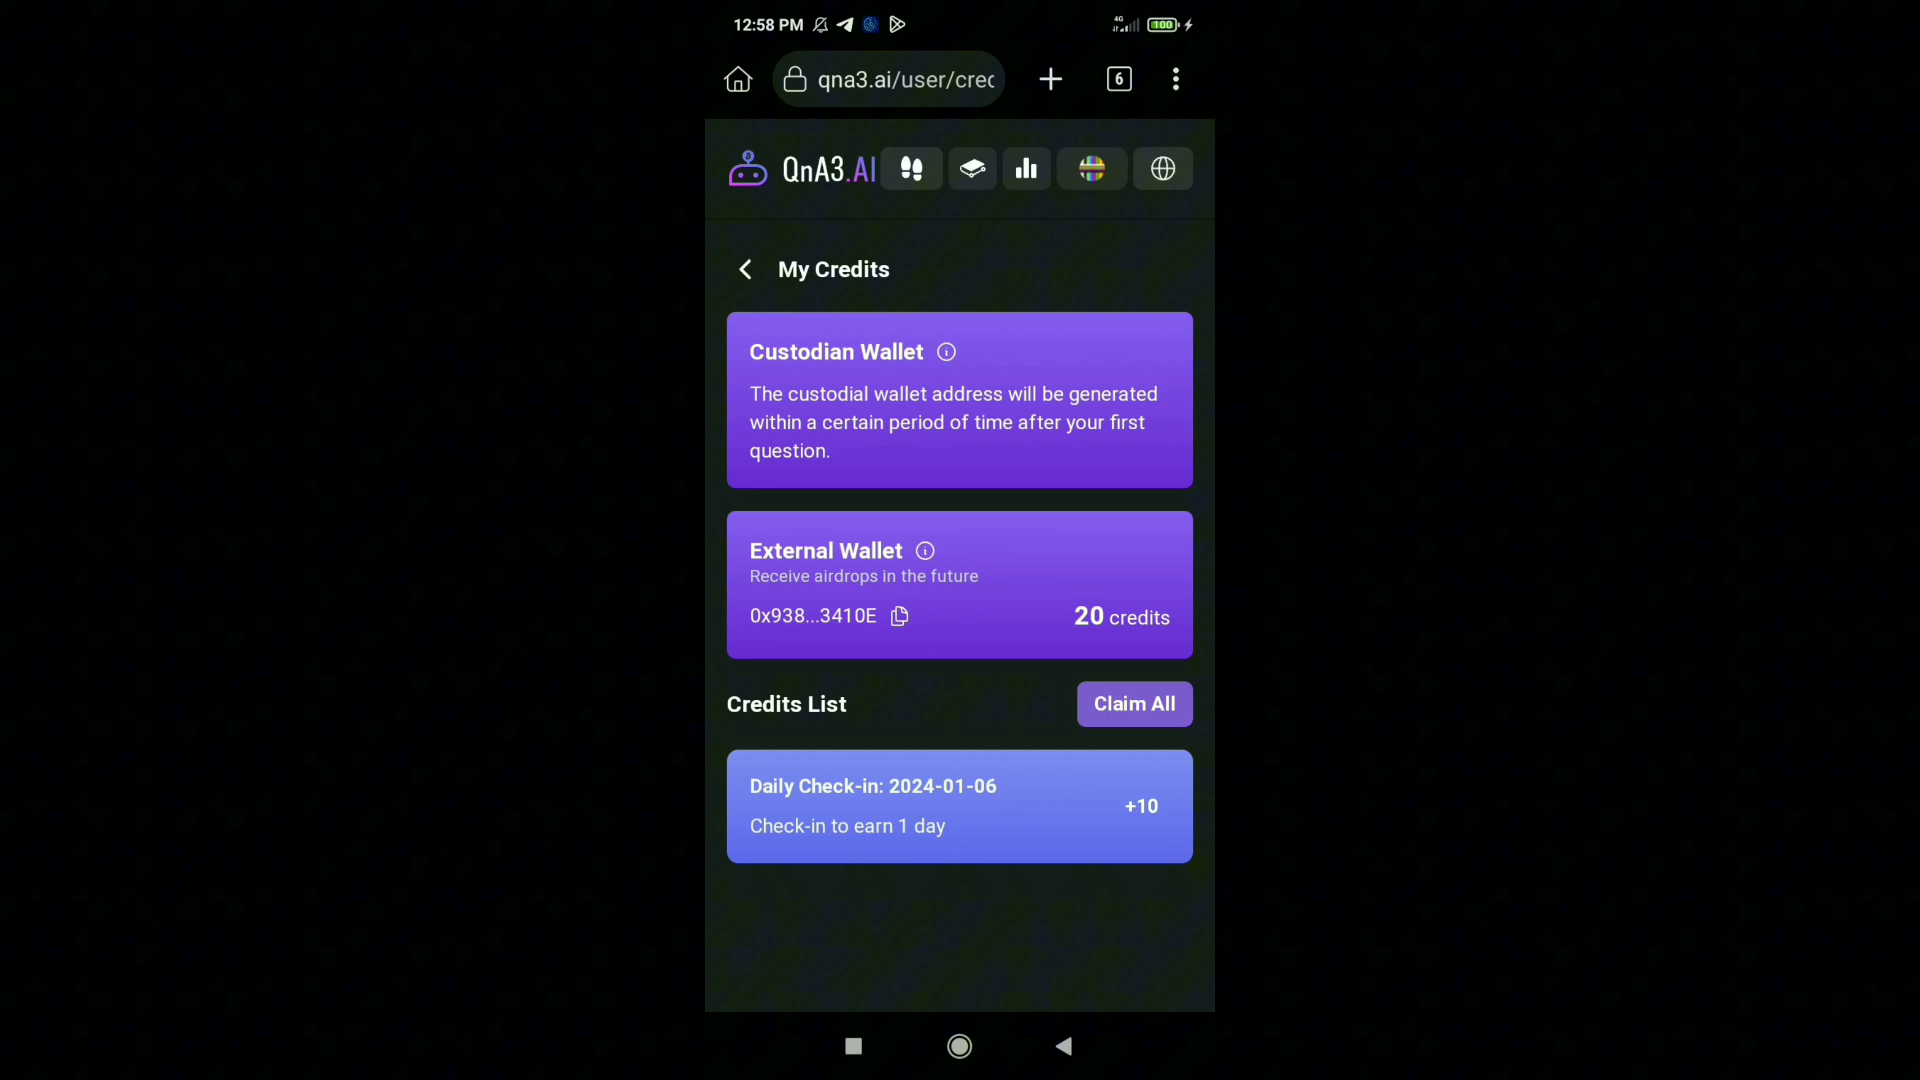 12:58 PM
4G
100
qna3.ai/user/crec
6
QnA3.AI
My Credits
Custodian Wallet
The custodial wallet address will be generated
within a certain period of time after your first
question.
External Wallet
Receive airdrops in the future
0x938...3410E
20 credits
Credits List
Claim All
Daily Check-in: 2024-01-06
+10
Check-in to earn 1 day